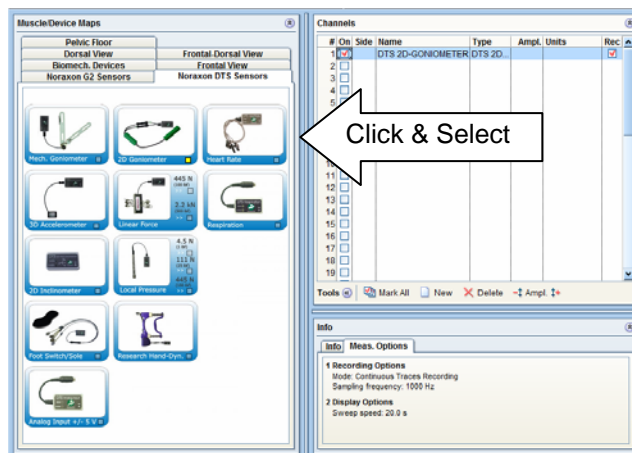 Muscle/Device Maps
Pelvic Floor
Dorsal View
Frontal-Dorsal View
Biomech. Devices
Frontal View
Noraxon G2 Sensors
Noraxon DTS Sensors
Mech. Goniometer
2D Goniometer
Heart Rate
3D Accelerometer
445 N
2.2 kN
Linear Force
Respiration
2D Inclinometer
4.5 N
111 N
445 N
Local Pressure
Foot Switch/Sole
Research Hand-Dyn.
Analog Input +/- 5 V
Channels
# On Side Name Type Ampl. Units Rec
1 DTS 2D-GONIOMETER DTS 2D...
2
3
4
5
Click & Select
11
12
13
14
15
16
17
18
19
Tools Mark All New Delete Ampl.
Info
Info Meas. Options
1 Recording Options
Mode: Continuous Traces Recording
Sampling frequency: 1000 Hz
2 Display Options
Sweep speed: 20.0 s